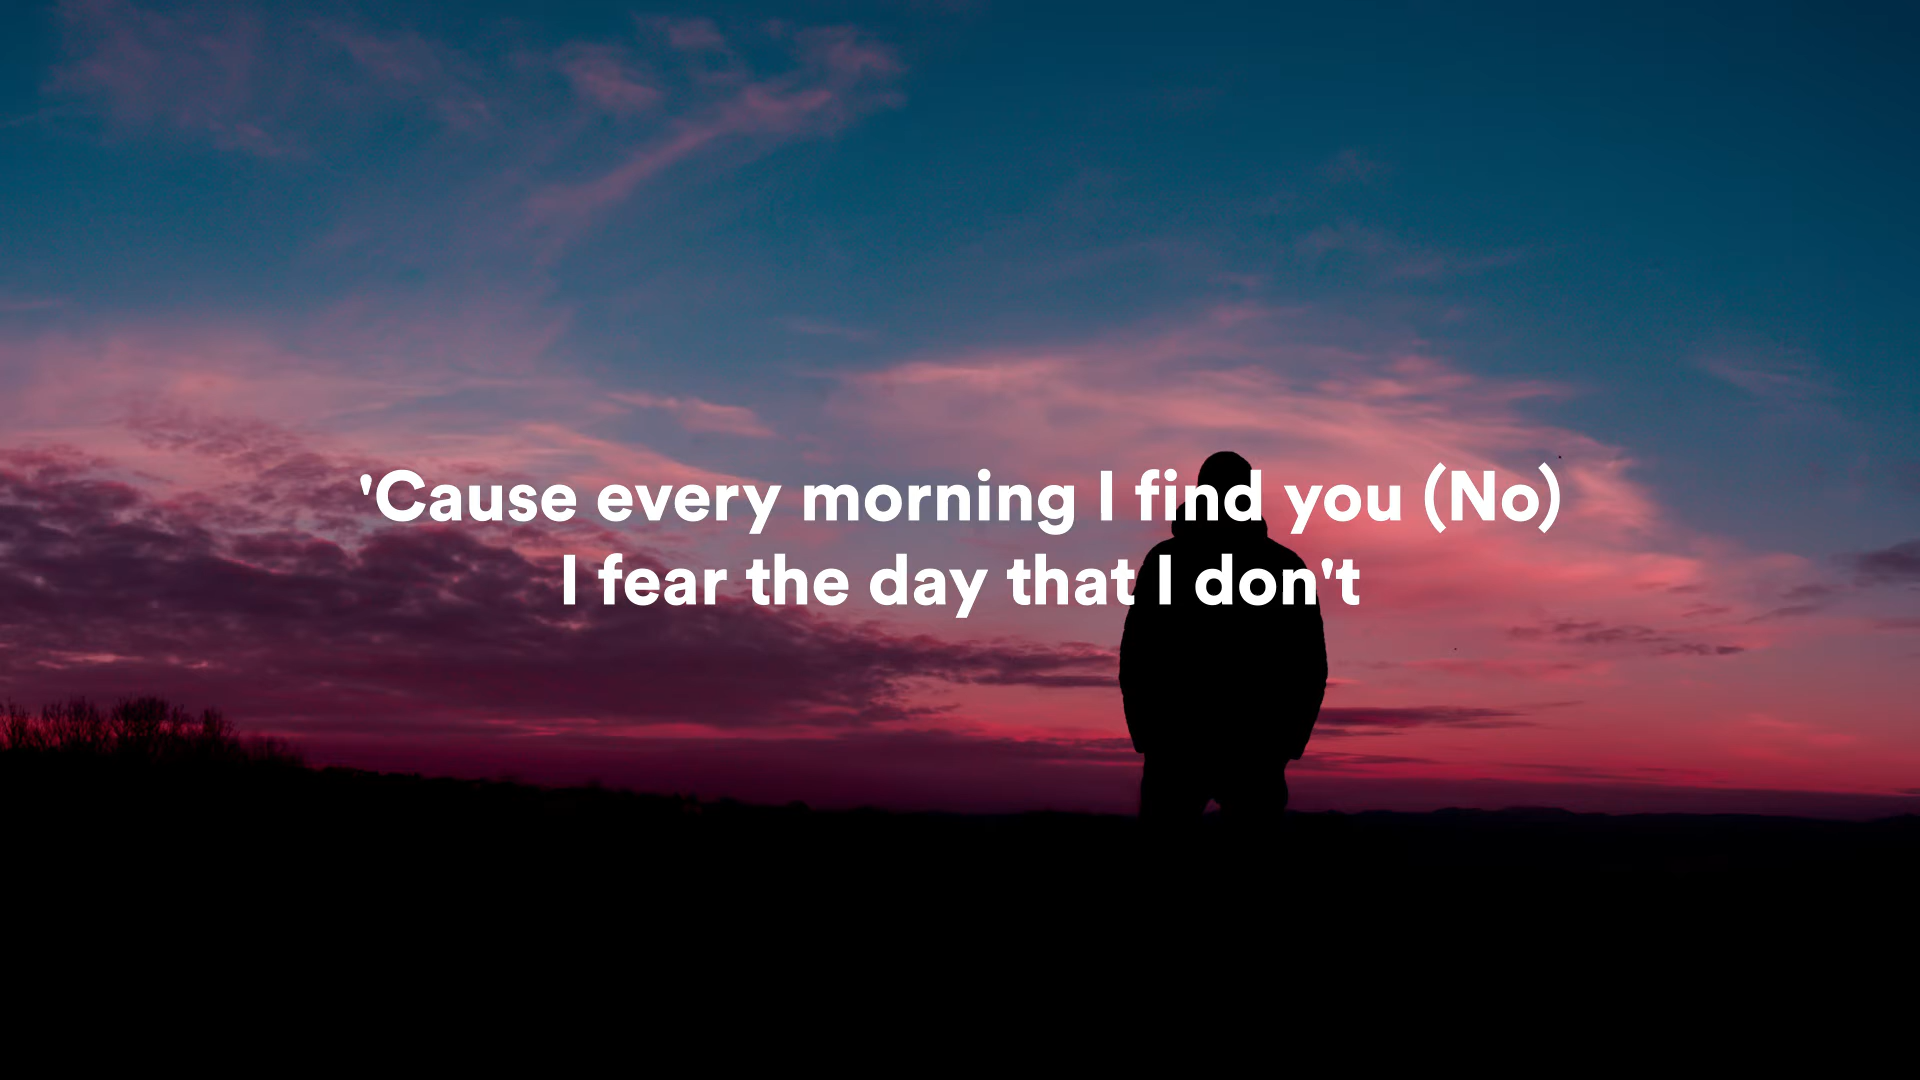 'Cause every morning I find you (No)
I fear the day that I don't